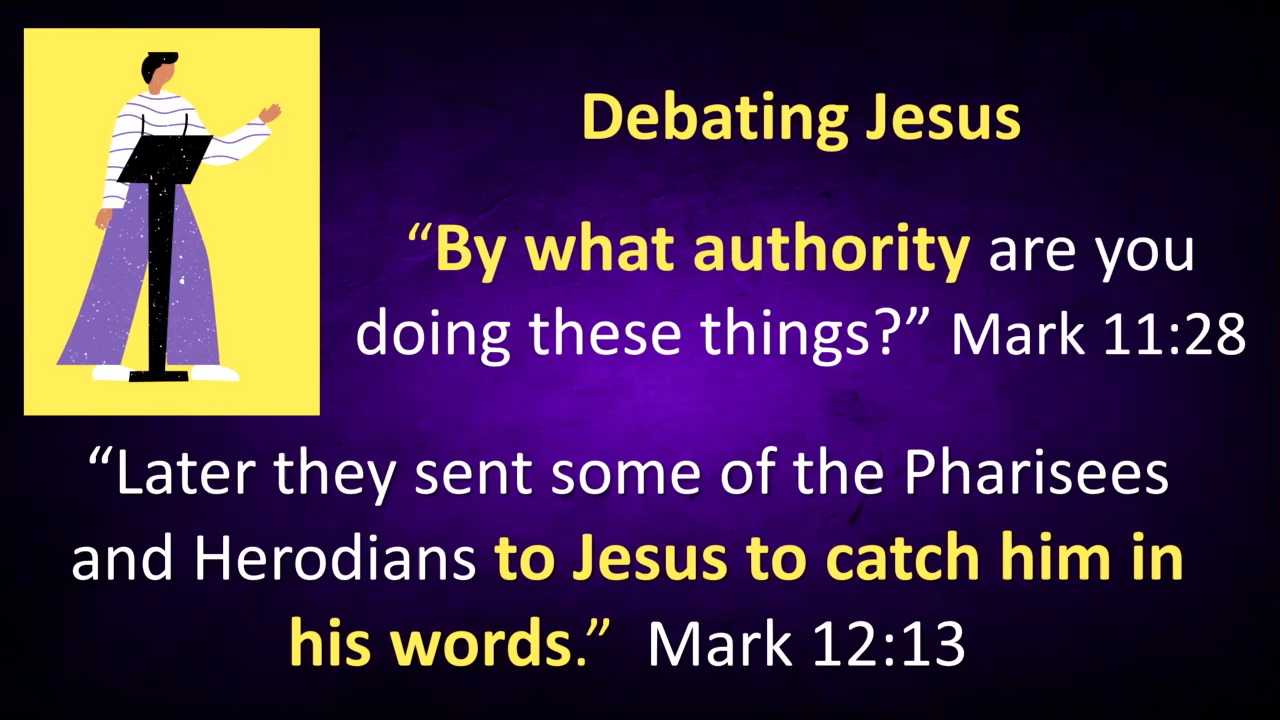 Debating Jesus
“By what authority are you
doing these things?” Mark 11:28
“Later they sent some of the Pharisees
and Herodians to Jesus to catch him in
his words.” Mark 12:13